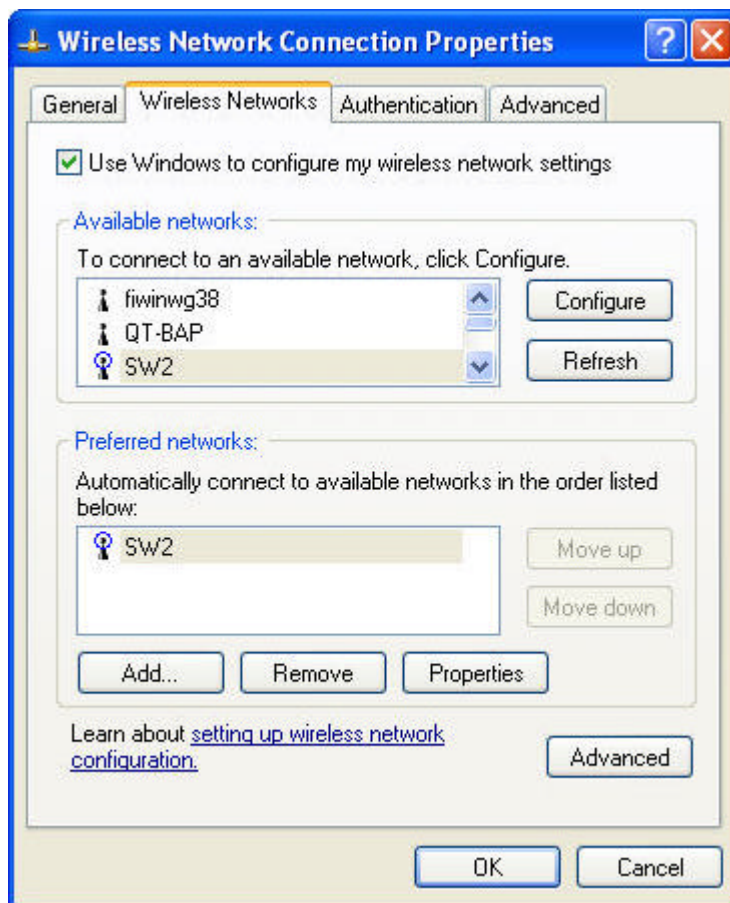 Wireless Network Connection Properties
General Wireless Networks Authentication Advanced
Use Windows to configure my wireless network settings
Available networks:
To connect to an available network, click Configure.
fiwinwg38
QT-BAP
SW2
Configure
Refresh
Preferred networks:
Automatically connect to available networks in the order listed
below:
SW2
Move up
Move down
Add... Remove Properties
Learn about setting up wireless network
configuration.
Advanced
OK Cancel